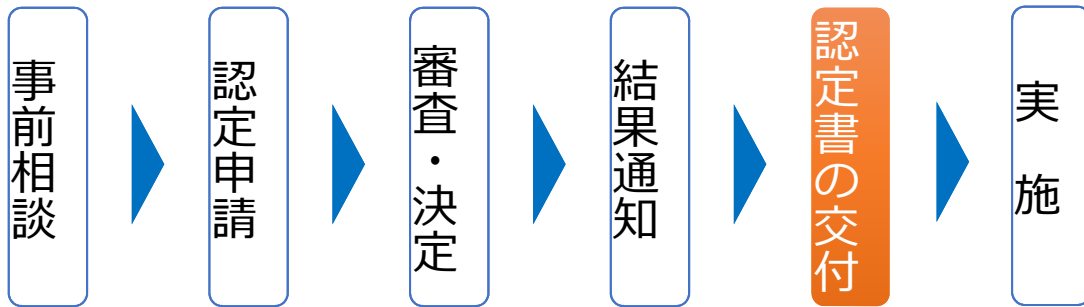 事前相談
認定申請
審査・決定
結果通知
認定書の交付
実施